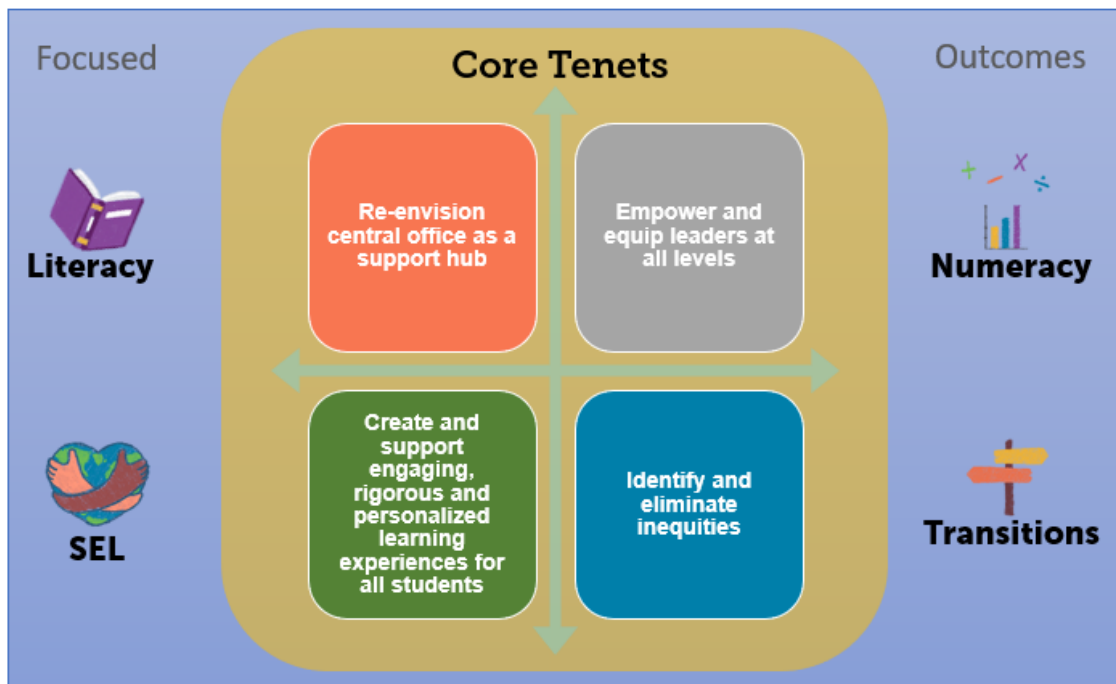 Focused
Core Tenets
Outcomes
Re-envision
central office as a
support hub
Empower and
equip leaders at
all levels
Literacy
Numeracy
Create and
support
engaging,
rigorous and
personalized
learning
experiences for
all students
Identify and
eliminate
inequities
SEL
Transitions